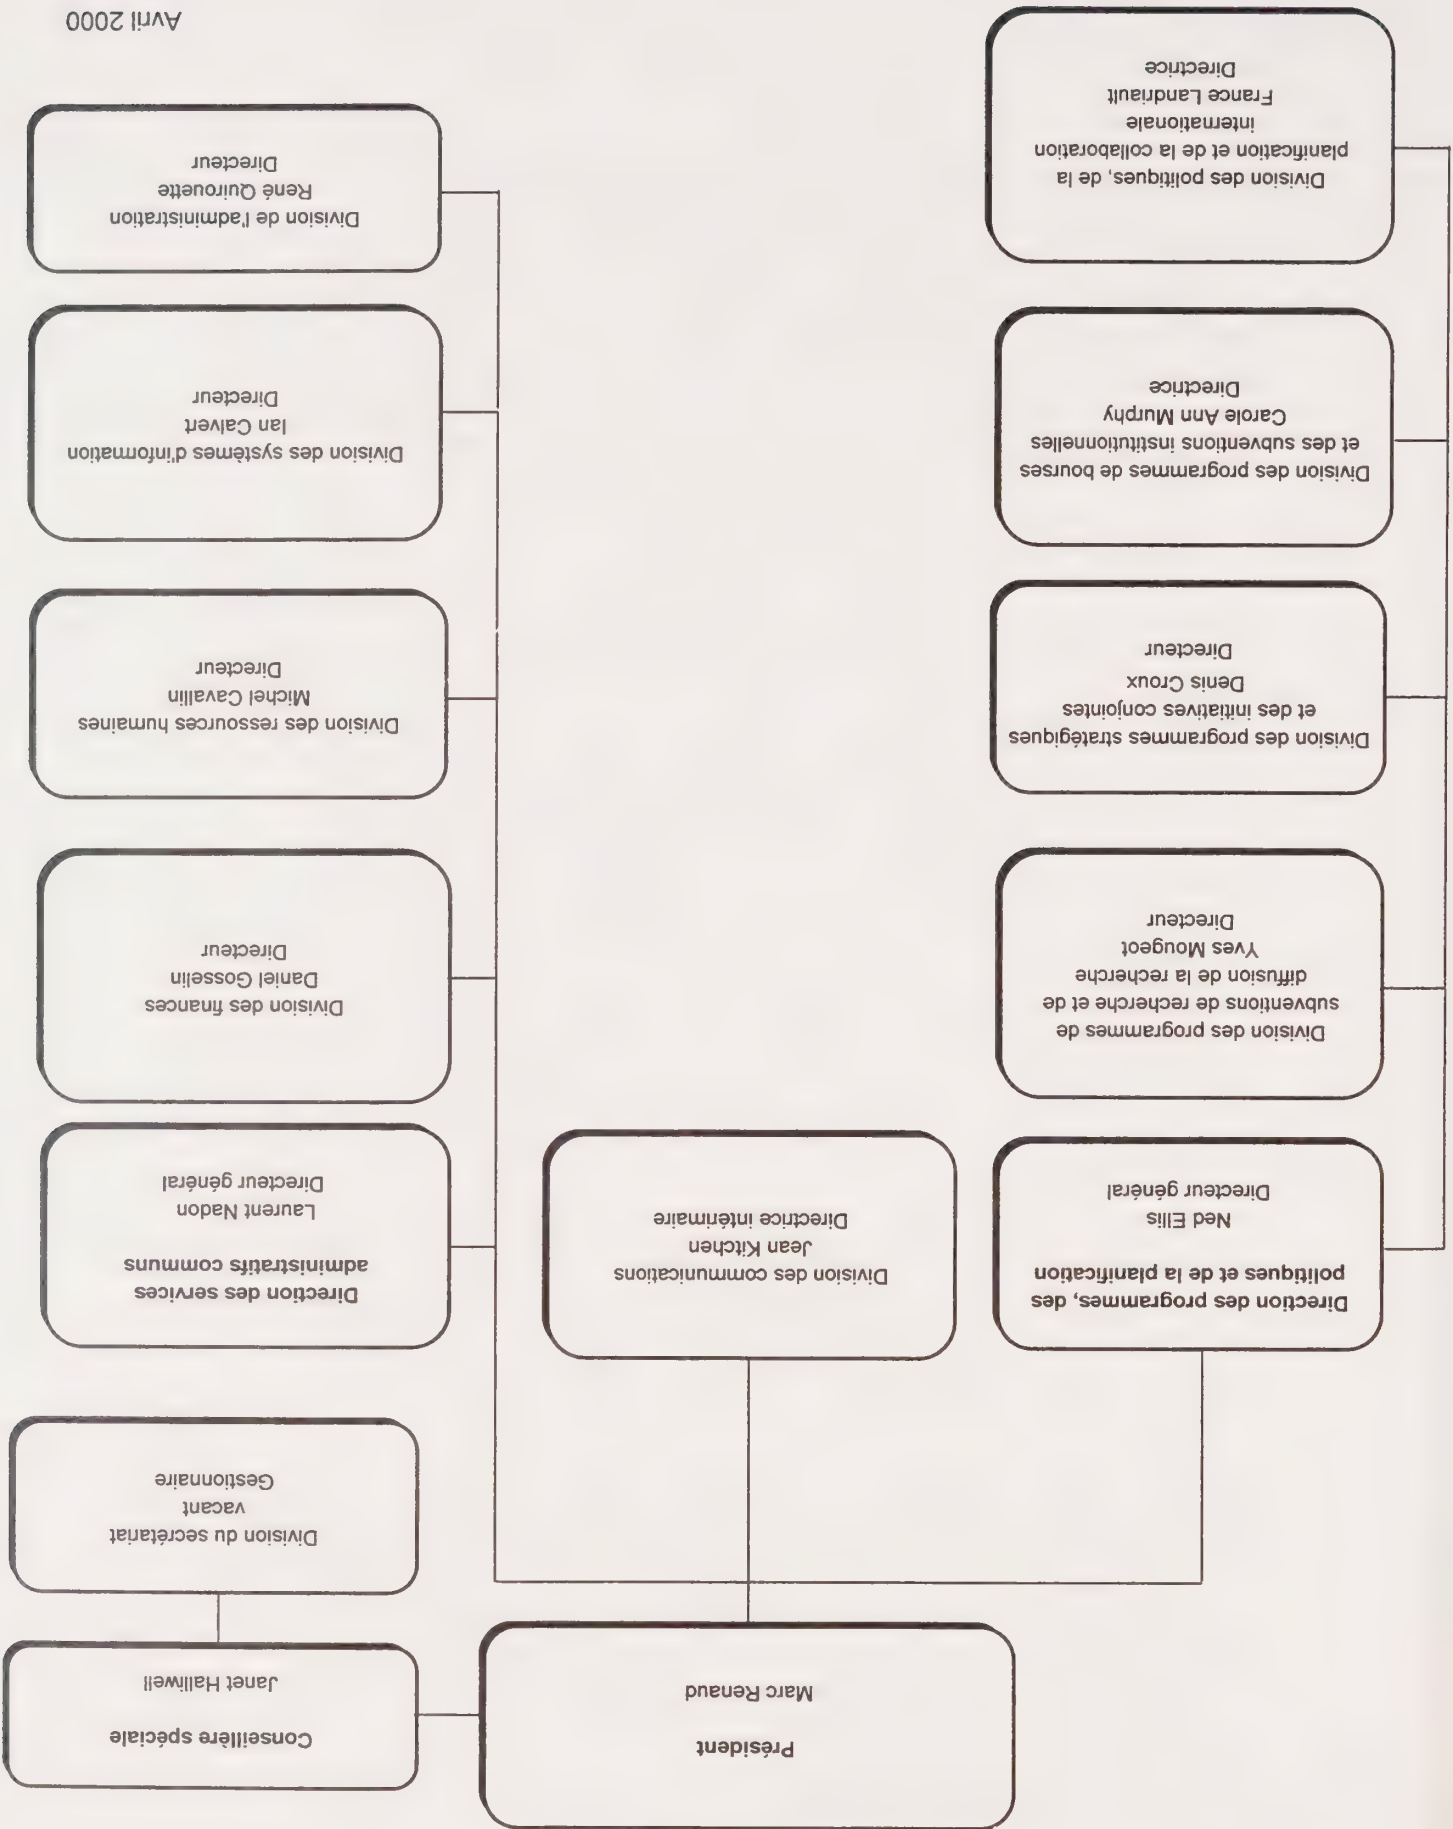 Président
Marc Renaud
Conseillère spéciale
Janet Halliwell
Division du secrétariat
vacant
Gestionnaire
Direction des programmes, des
politiques et de la planification
Ned Ellis
Directeur général
Division des communications
Jean Kitchen
Directrice intérimaire
Direction des services
administratifs communs
Laurent Nadon
Directeur général
Division des programmes de
subventions de recherche et de
diffusion de la recherche
Yves Mougeot
Directeur
Division des finances
Daniel Gosselin
Directeur
Division des programmes stratégiques
et des initiatives conjointes
Denis Croux
Directeur
Division des ressources humaines
Michel Cavallin
Directeur
Division des programmes de bourses
et des subventions institutionnelles
Carole Ann Murphy
Directrice
Division des systèmes d'information
Ian Calvert
Directeur
Division des politiques, de la
planification et de la collaboration
internationale
France Landriault
Directrice
Division de l'administration
René Quirouette
Directeur
Avril 2000